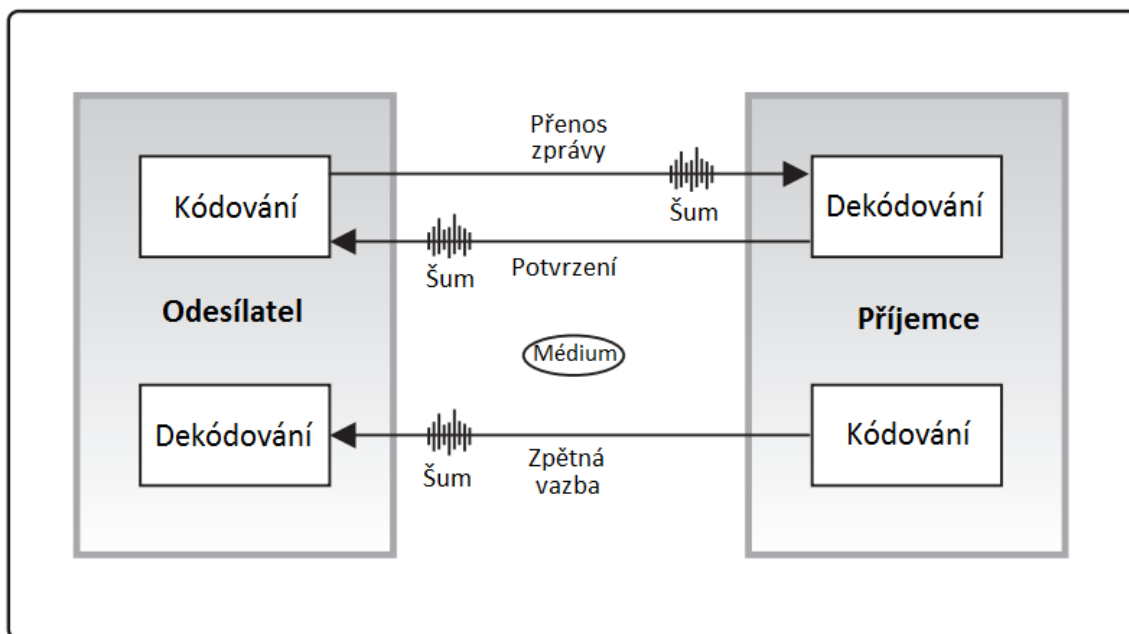 Přenos
zprávy
Kódování
Šum
Dekódování
Šum
Potvrzení
Odesílatel
Příjemce
Médium
Dekódování
Šum
Zpětná
vazba
Kódování